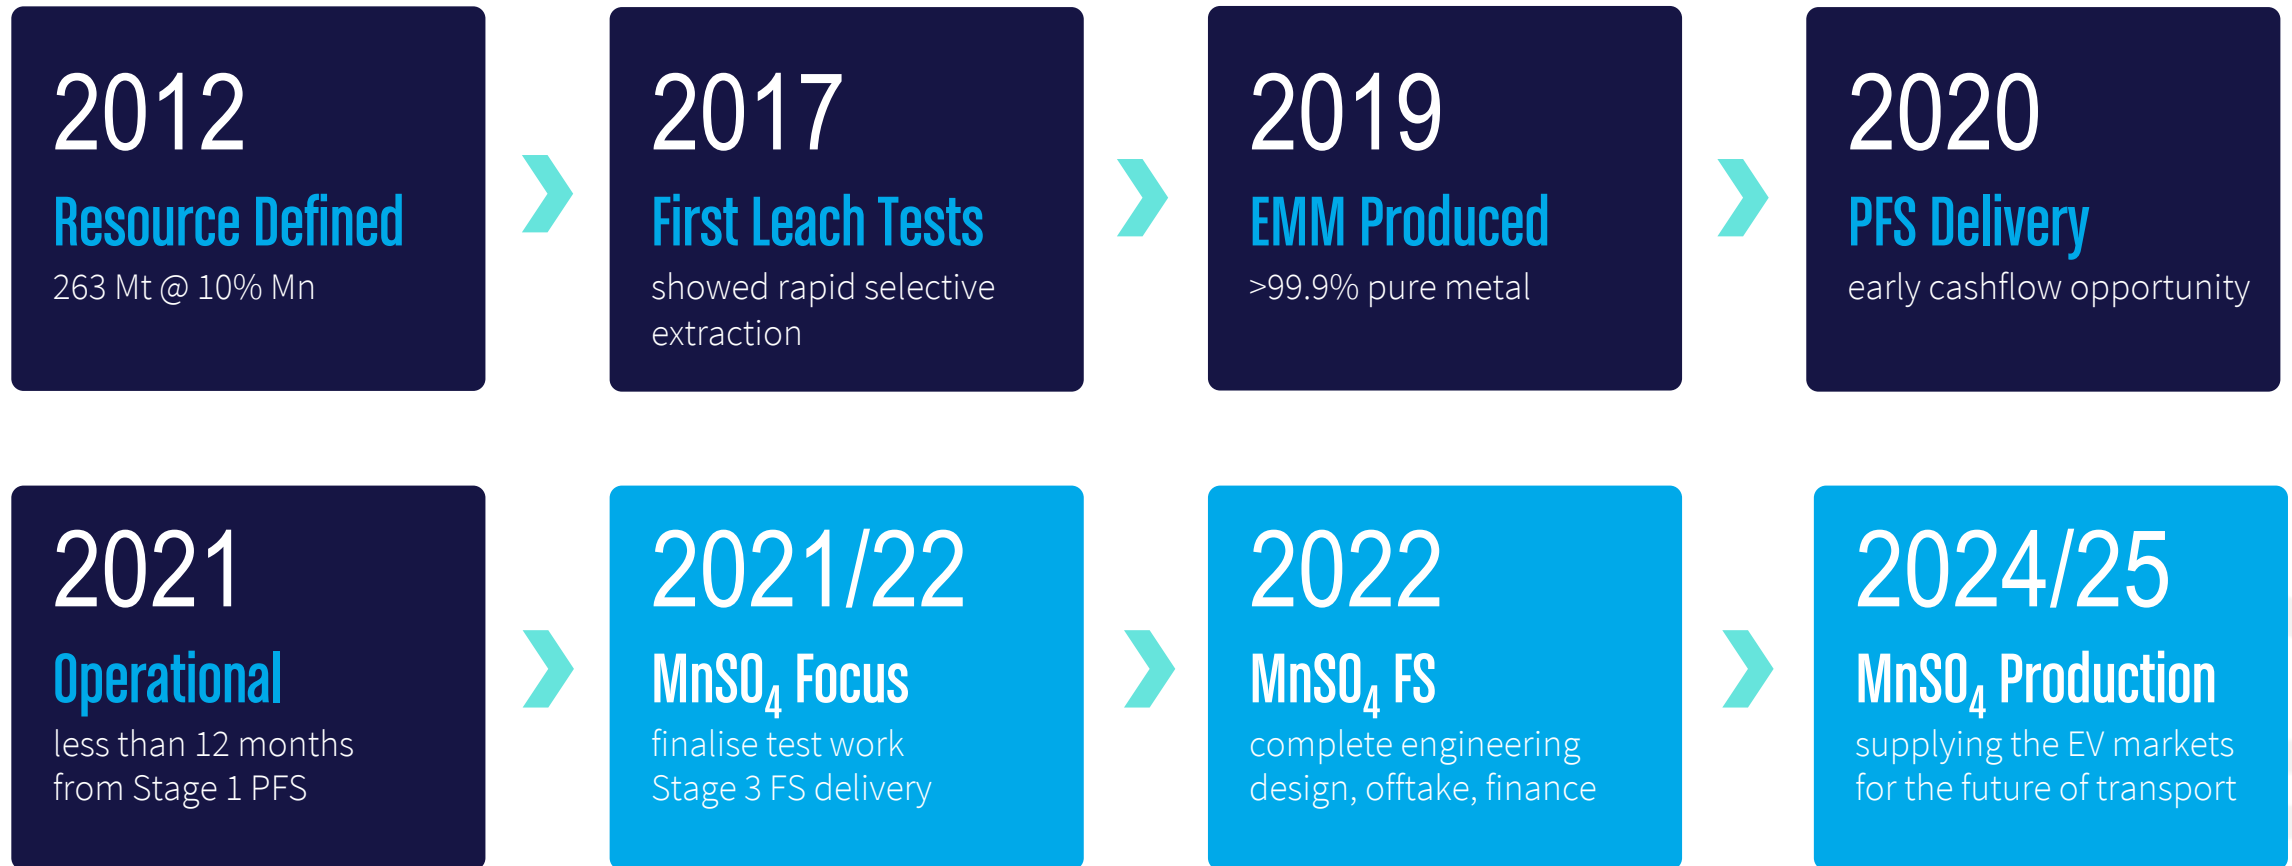 2012
Resource Defined
263 Mt @ 10% Mn
2017
First Leach Tests
showed rapid selective
extraction
2019
EMM Produced
>99.9% pure metal
2020
PFS Delivery
early cashflow opportunity
2021
Operational
less than 12 months
from Stage 1 PFS
2021/22
MnSO₄ Focus
finalise test work
Stage 3 FS delivery
2022
MnSO₄ FS
complete engineering
design, offtake, finance
2024/25
MnSO₄ Production
supplying the EV markets
for the future of transport